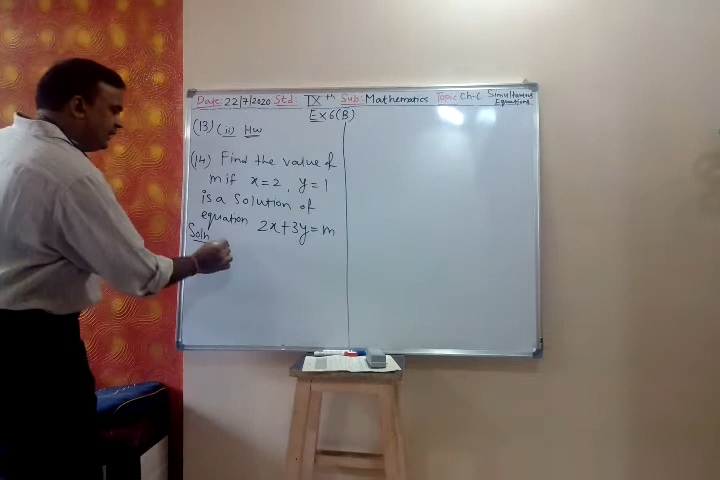 Date: 22/7/2020 Std: IX th Sub: Mathematics Topic Ch-6 Simultaneous Equations
Ex 6(B)
(13) (ii) HW
(14) Find the value of
m if x=2, y=1
is a solution of
equation 2x+3y=m
Soln